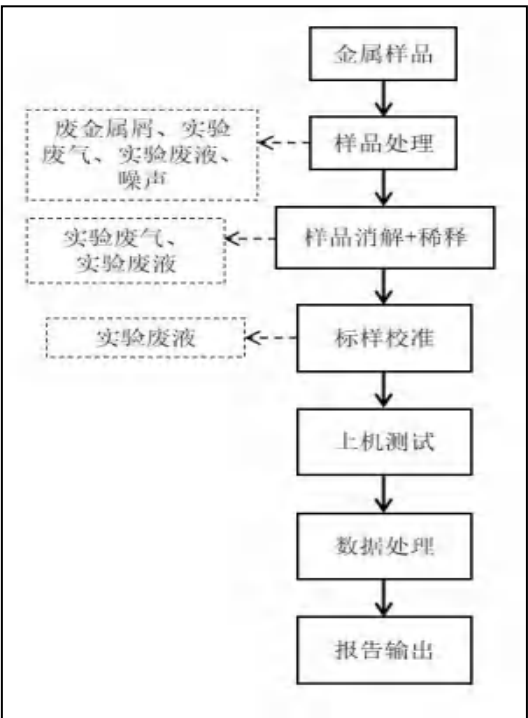 金属样品
废金属屑、实验
废气、实验废液、
噪声
样品处理
实验废气、
实验废液
样品消解+稀释
实验废液
标样校准
上机测试
数据处理
报告输出